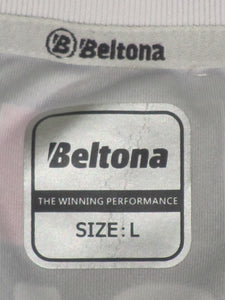 B Beltona
Beltona
THE WINNING PERFORMANCE
SIZE: L